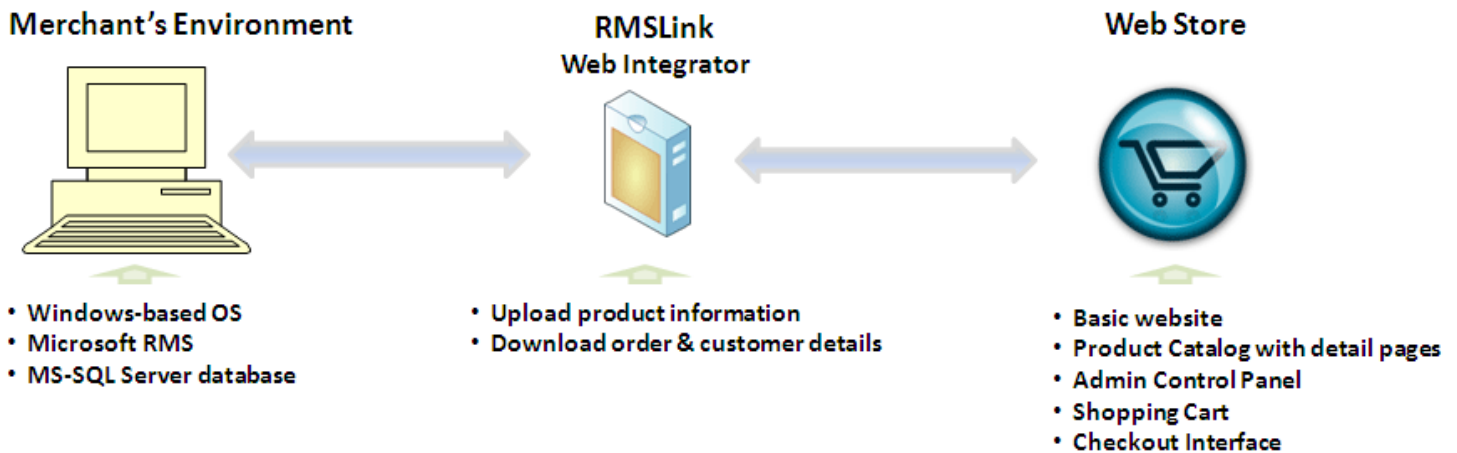 Merchant's Environment
RMSLink
Web Integrator
Web Store
• Windows-based OS
• Microsoft RMS
• MS-SQL Server database
• Upload product information
• Download order & customer details
• Basic website
• Product Catalog with detail pages
• Admin Control Panel
• Shopping Cart
• Checkout Interface